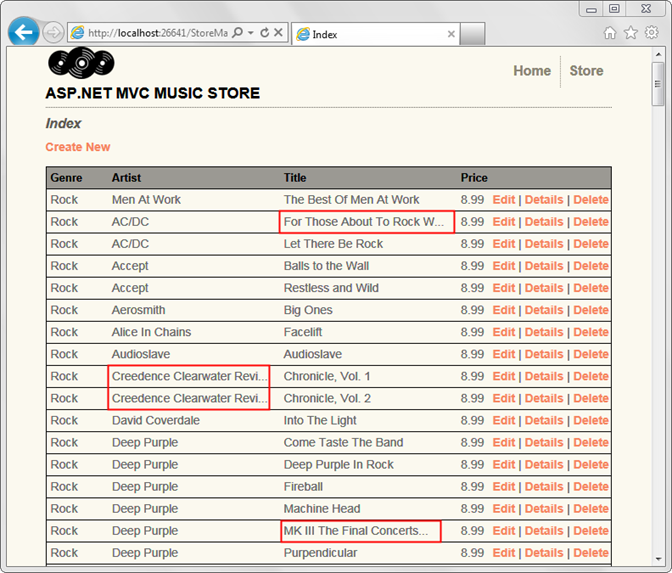 http://localhost:26641/StoreMa
Index
Home
Store
ASP.NET MVC MUSIC STORE
Index
Create New
Genre Artist Title Price
Rock Men At Work The Best Of Men At Work 8.99 Edit | Details | Delete
Rock AC/DC For Those About To Rock W... 8.99 Edit | Details | Delete
Rock AC/DC Let There Be Rock 8.99 Edit | Details | Delete
Rock Accept Balls to the Wall 8.99 Edit | Details | Delete
Rock Accept Restless and Wild 8.99 Edit | Details | Delete
Rock Aerosmith Big Ones 8.99 Edit | Details | Delete
Rock Alice In Chains Facelift 8.99 Edit | Details | Delete
Rock Audioslave Audioslave 8.99 Edit | Details | Delete
Rock Creedence Clearwater Revi... Chronicle, Vol. 1 8.99 Edit | Details | Delete
Rock Creedence Clearwater Revi... Chronicle, Vol. 2 8.99 Edit | Details | Delete
Rock David Coverdale Into The Light 8.99 Edit | Details | Delete
Rock Deep Purple Come Taste The Band 8.99 Edit | Details | Delete
Rock Deep Purple Deep Purple In Rock 8.99 Edit | Details | Delete
Rock Deep Purple Fireball 8.99 Edit | Details | Delete
Rock Deep Purple Machine Head 8.99 Edit | Details | Delete
Rock Deep Purple MK III The Final Concerts... 8.99 Edit | Details | Delete
Rock Deep Purple Purpendicular 8.99 Edit | Details | Delete